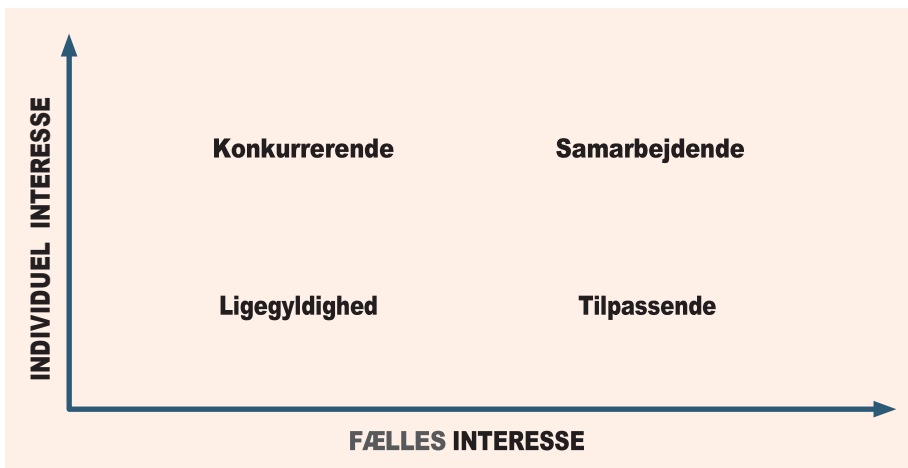 INDIVIDUEL INTERESSE
Konkurrerende
Samarbejdende
Ligegyldighed
Tilpassende
FÆLLES INTERESSE